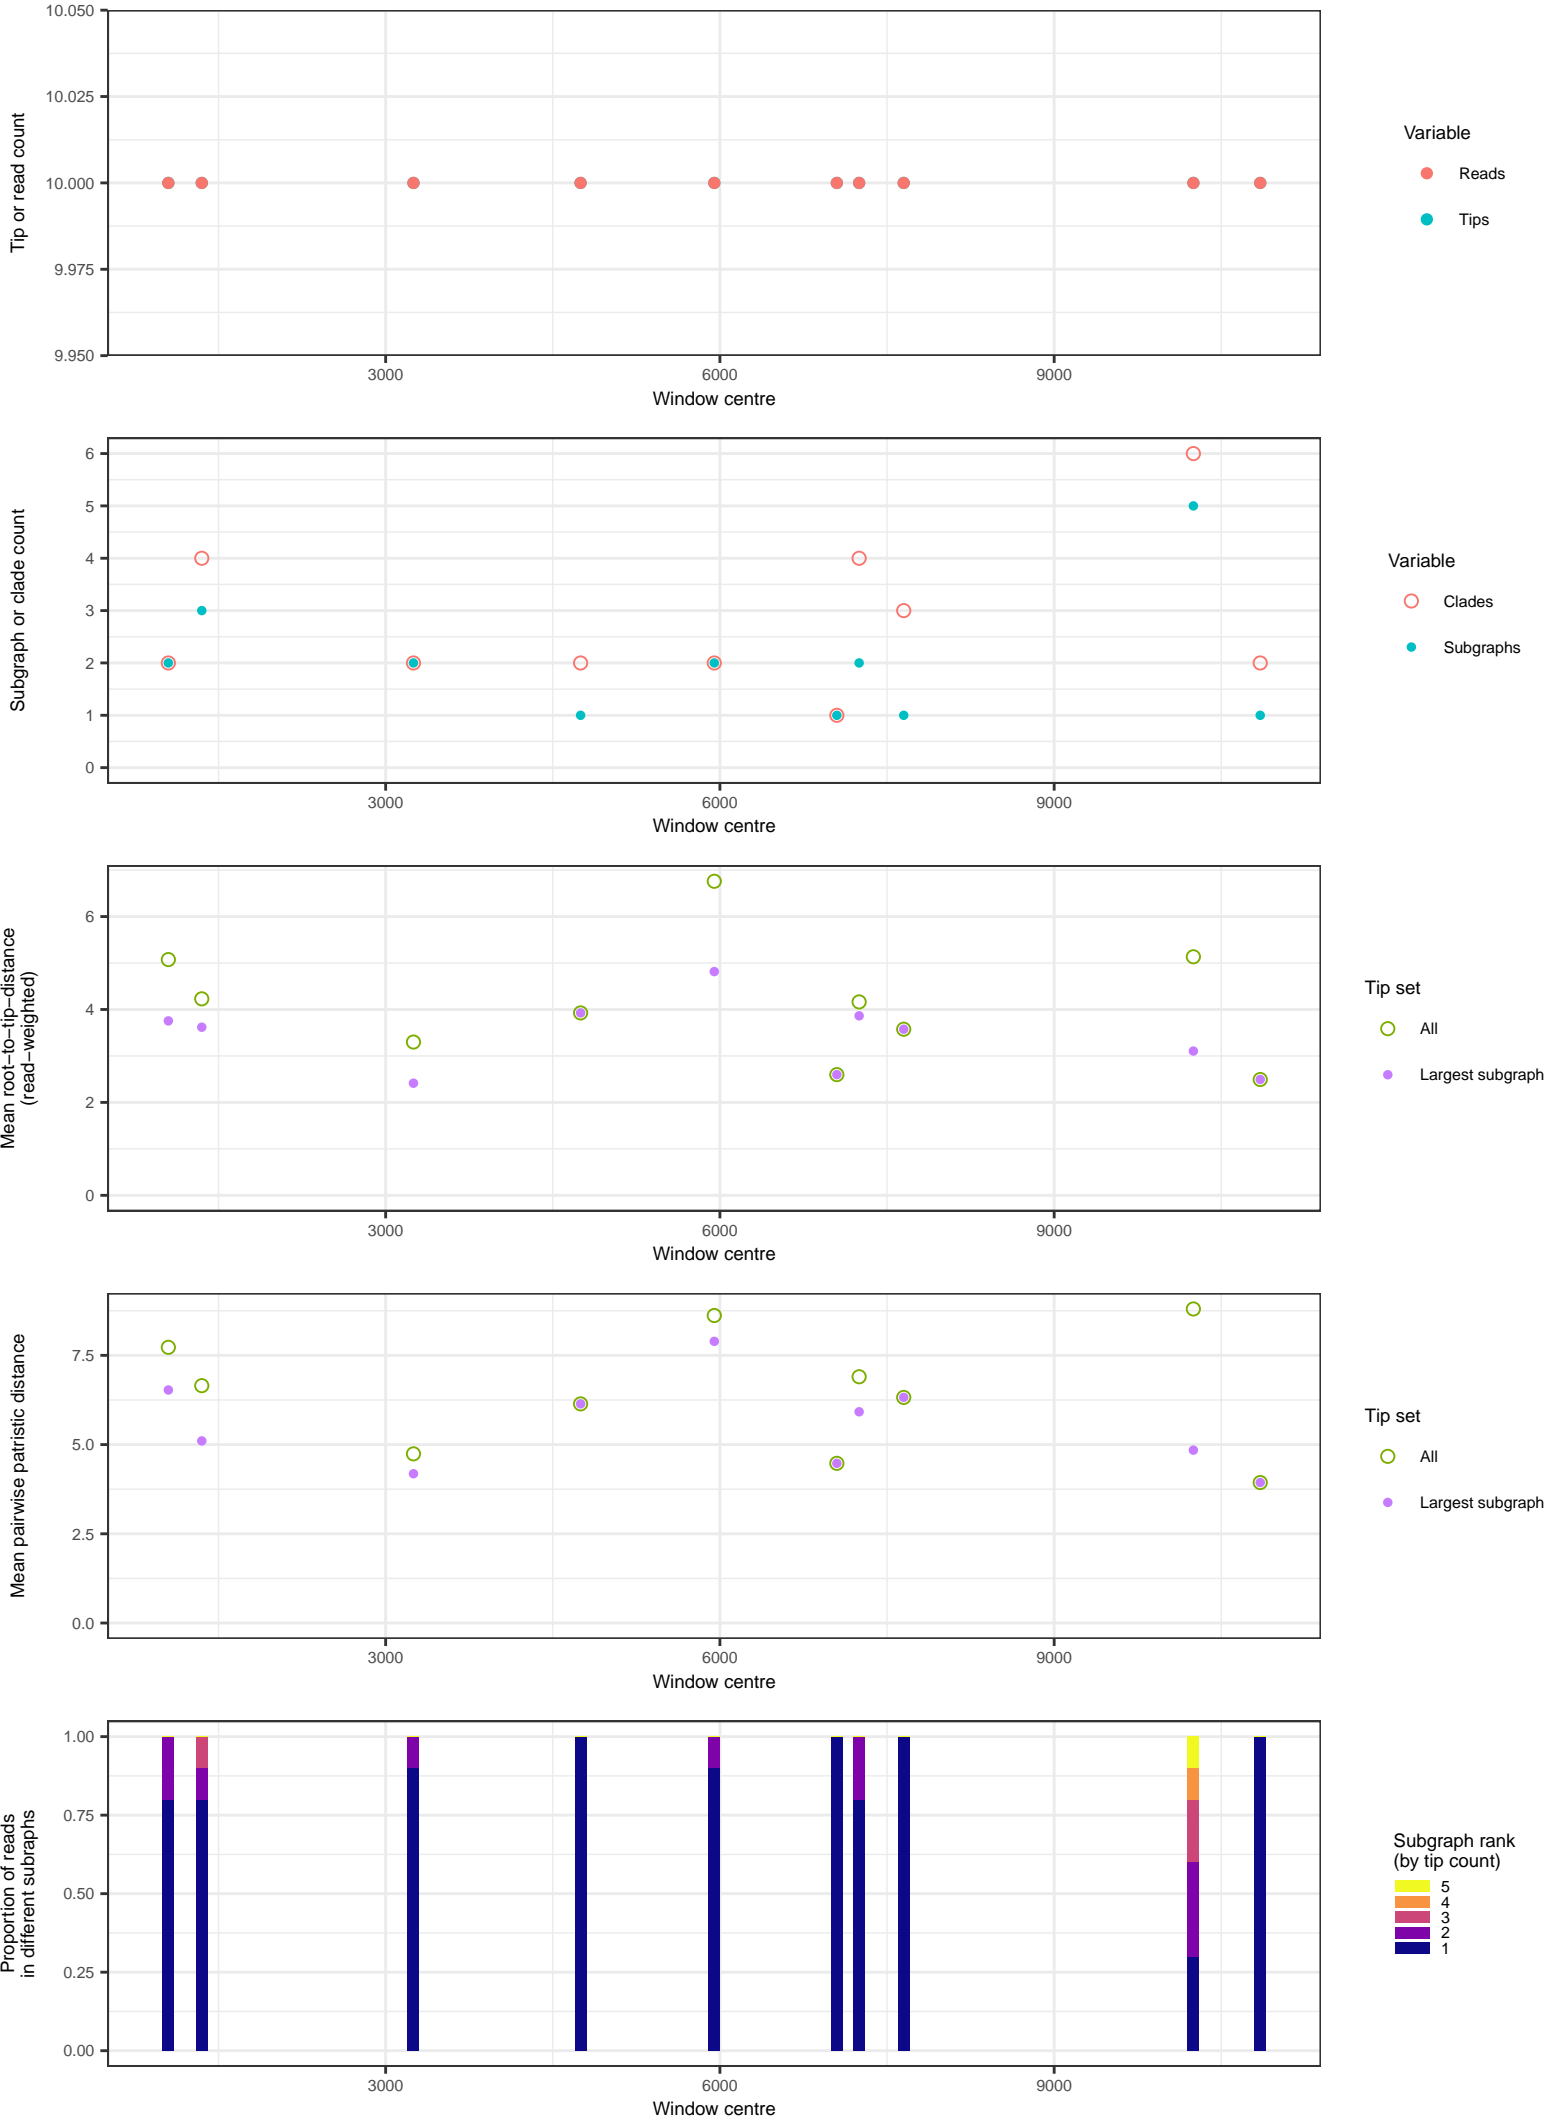 10.050
10.025
10.000
9.975
9.950
Tip or read count
3000
6000
9000
Window centre
Variable
Reads
Tips
6
5
4
3
2
1
0
Subgraph or clade count
3000
6000
9000
Window centre
Variable
Clades
Subgraphs
6
4
2
0
Mean root−to−tip−distance
(read−weighted)
3000
6000
9000
Window centre
Tip set
All
Largest subgraph
7.5
5.0
2.5
0.0
Mean pairwise patristic distance
3000
6000
9000
Window centre
Tip set
All
Largest subgraph
1.00
0.75
0.50
0.25
0.00
Proportion of reads
in different subraphs
3000
6000
9000
Window centre
Subgraph rank
(by tip count)
5
4
3
2
1